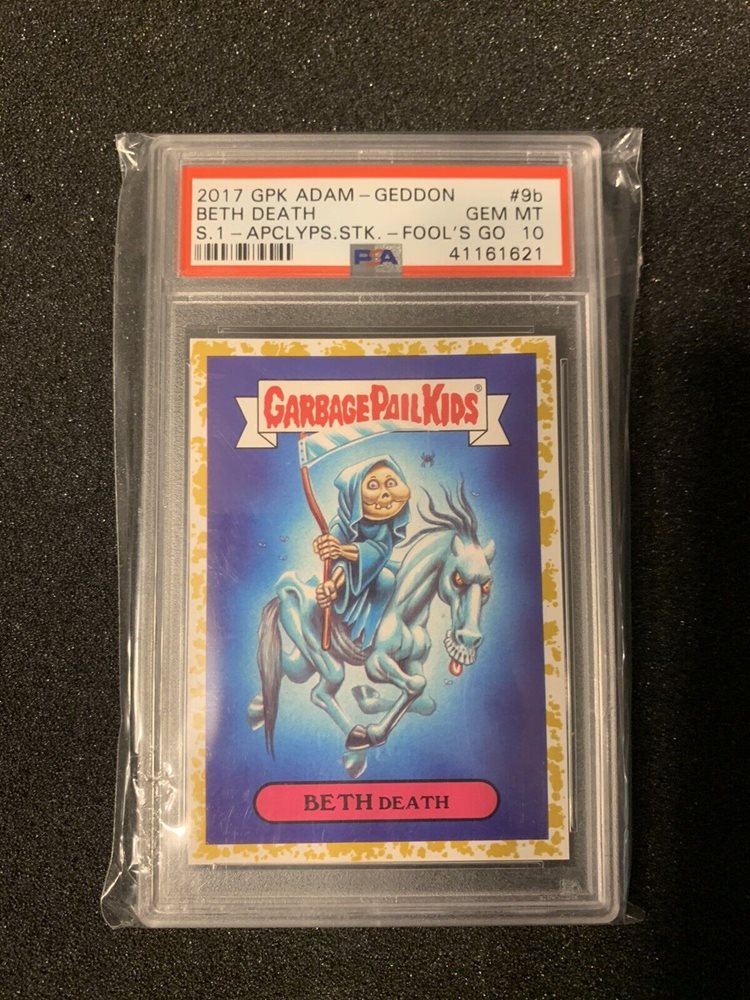 2017 GPK ADAM-GEDDON #9b
BETH DEATH GEM MT
S.1-APCLYPS.STK.-FOOL'S GO 10
PSA 41161621
GARBAGE PAIL KIDS®
BETH DEATH